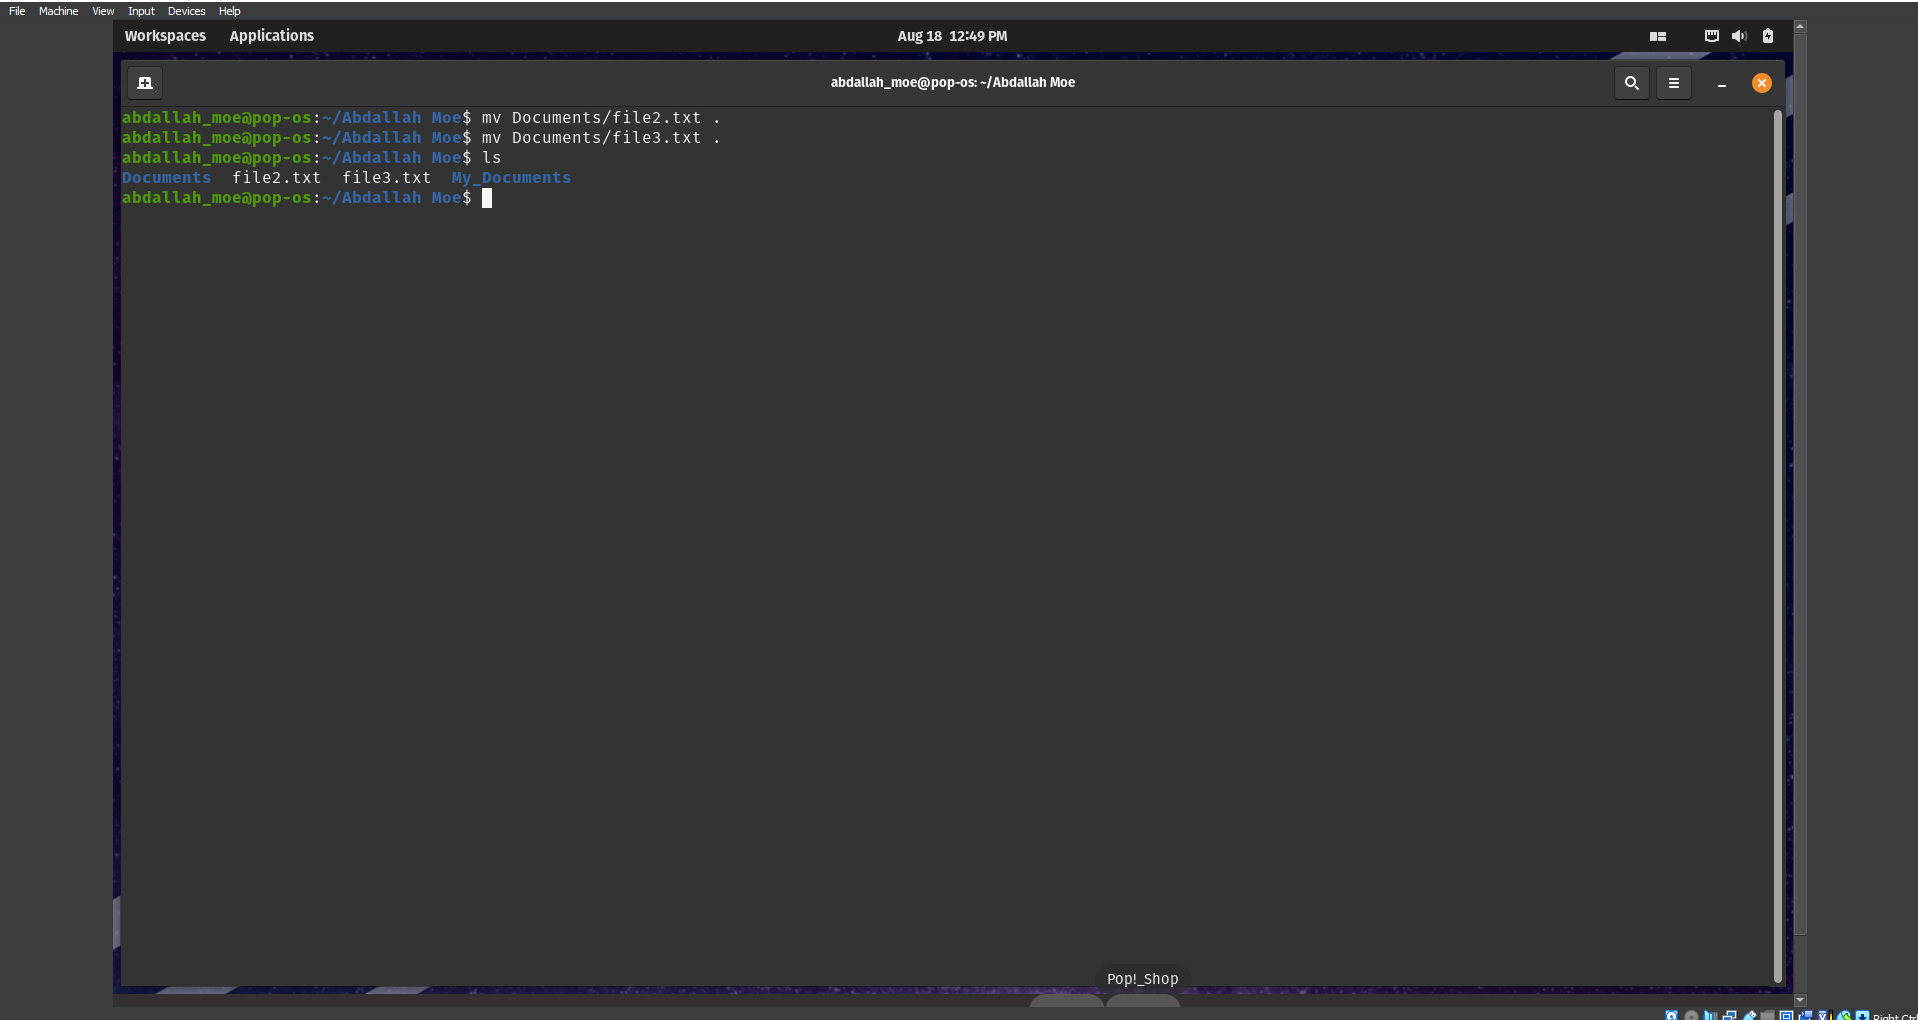 File Machine View Input Devices Help
Workspaces Applications Aug 18 12:49 PM
abdallah_moe@pop-os: ~/Abdallah Moe
abdallah_moe@pop-os:~/Abdallah Moe$ mv Documents/file2.txt .
abdallah_moe@pop-os:~/Abdallah Moe$ mv Documents/file3.txt .
abdallah_moe@pop-os:~/Abdallah Moe$ ls
Documents file2.txt file3.txt My_Documents
abdallah_moe@pop-os:~/Abdallah Moe$
Pop!_Shop
Right Ctrl